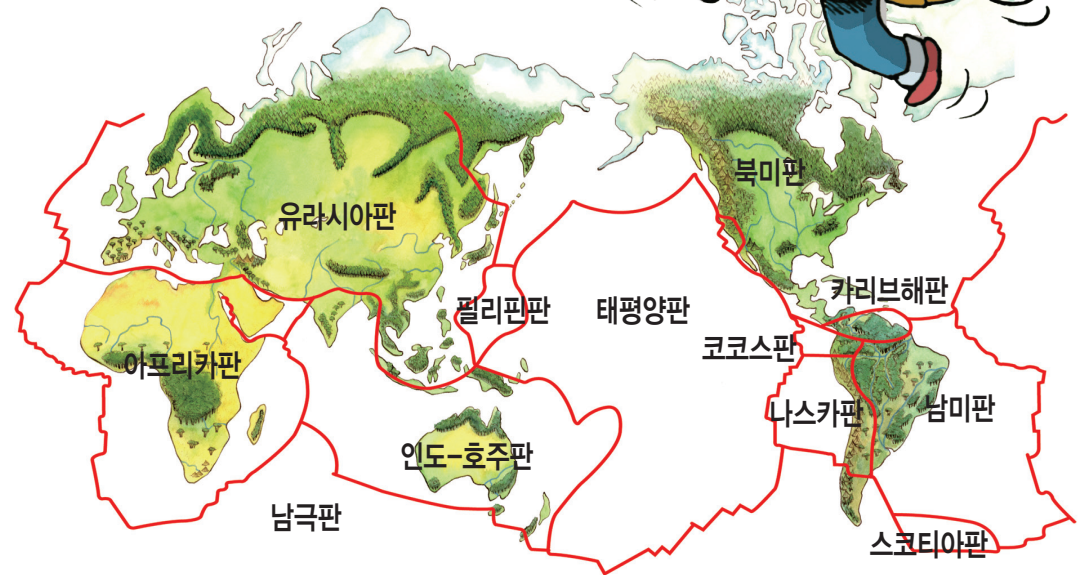 북미판
유라시아판
카리브해판
필리핀판
태평양판
코코스판
아프리카판
나스카판
남미판
인도-호주판
남극판
스코티아판